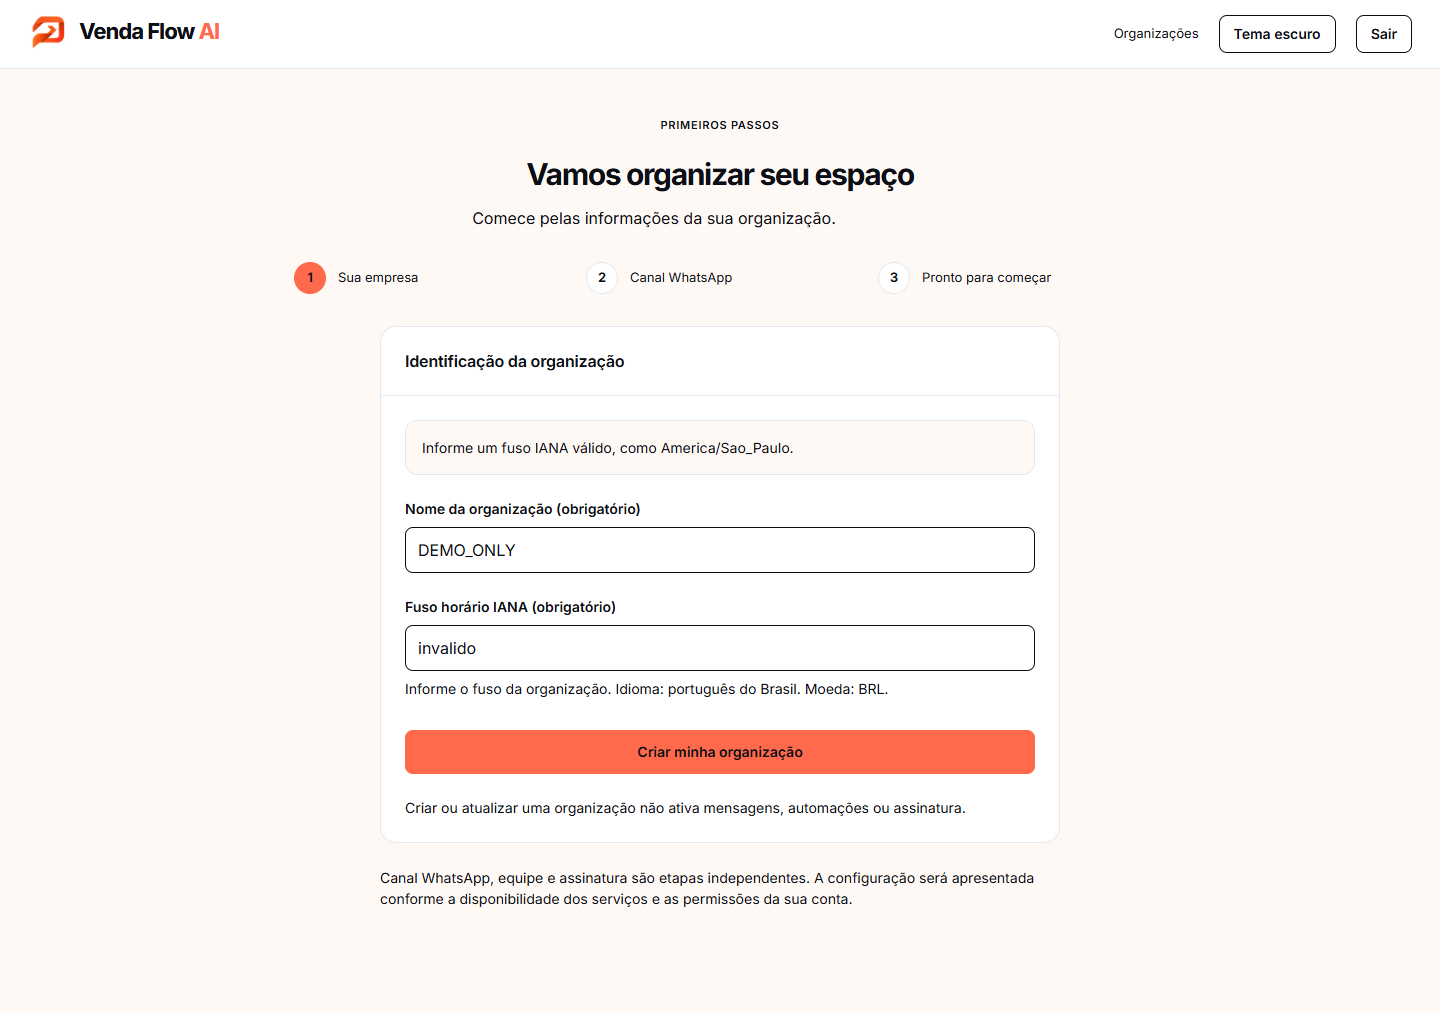 Venda Flow AI
Organizações
Tema escuro
Sair
PRIMEIROS PASSOS
Vamos organizar seu espaço
Comece pelas informações da sua organização.
1 Sua empresa
2 Canal WhatsApp
3 Pronto para começar
Identificação da organização
Informe um fuso IANA válido, como America/Sao_Paulo.
Nome da organização (obrigatório)
DEMO_ONLY
Fuso horário IANA (obrigatório)
invalido
Informe o fuso da organização. Idioma: português do Brasil. Moeda: BRL.
Criar minha organização
Criar ou atualizar uma organização não ativa mensagens, automações ou assinatura.
Canal WhatsApp, equipe e assinatura são etapas independentes. A configuração será apresentada
conforme a disponibilidade dos serviços e as permissões da sua conta.